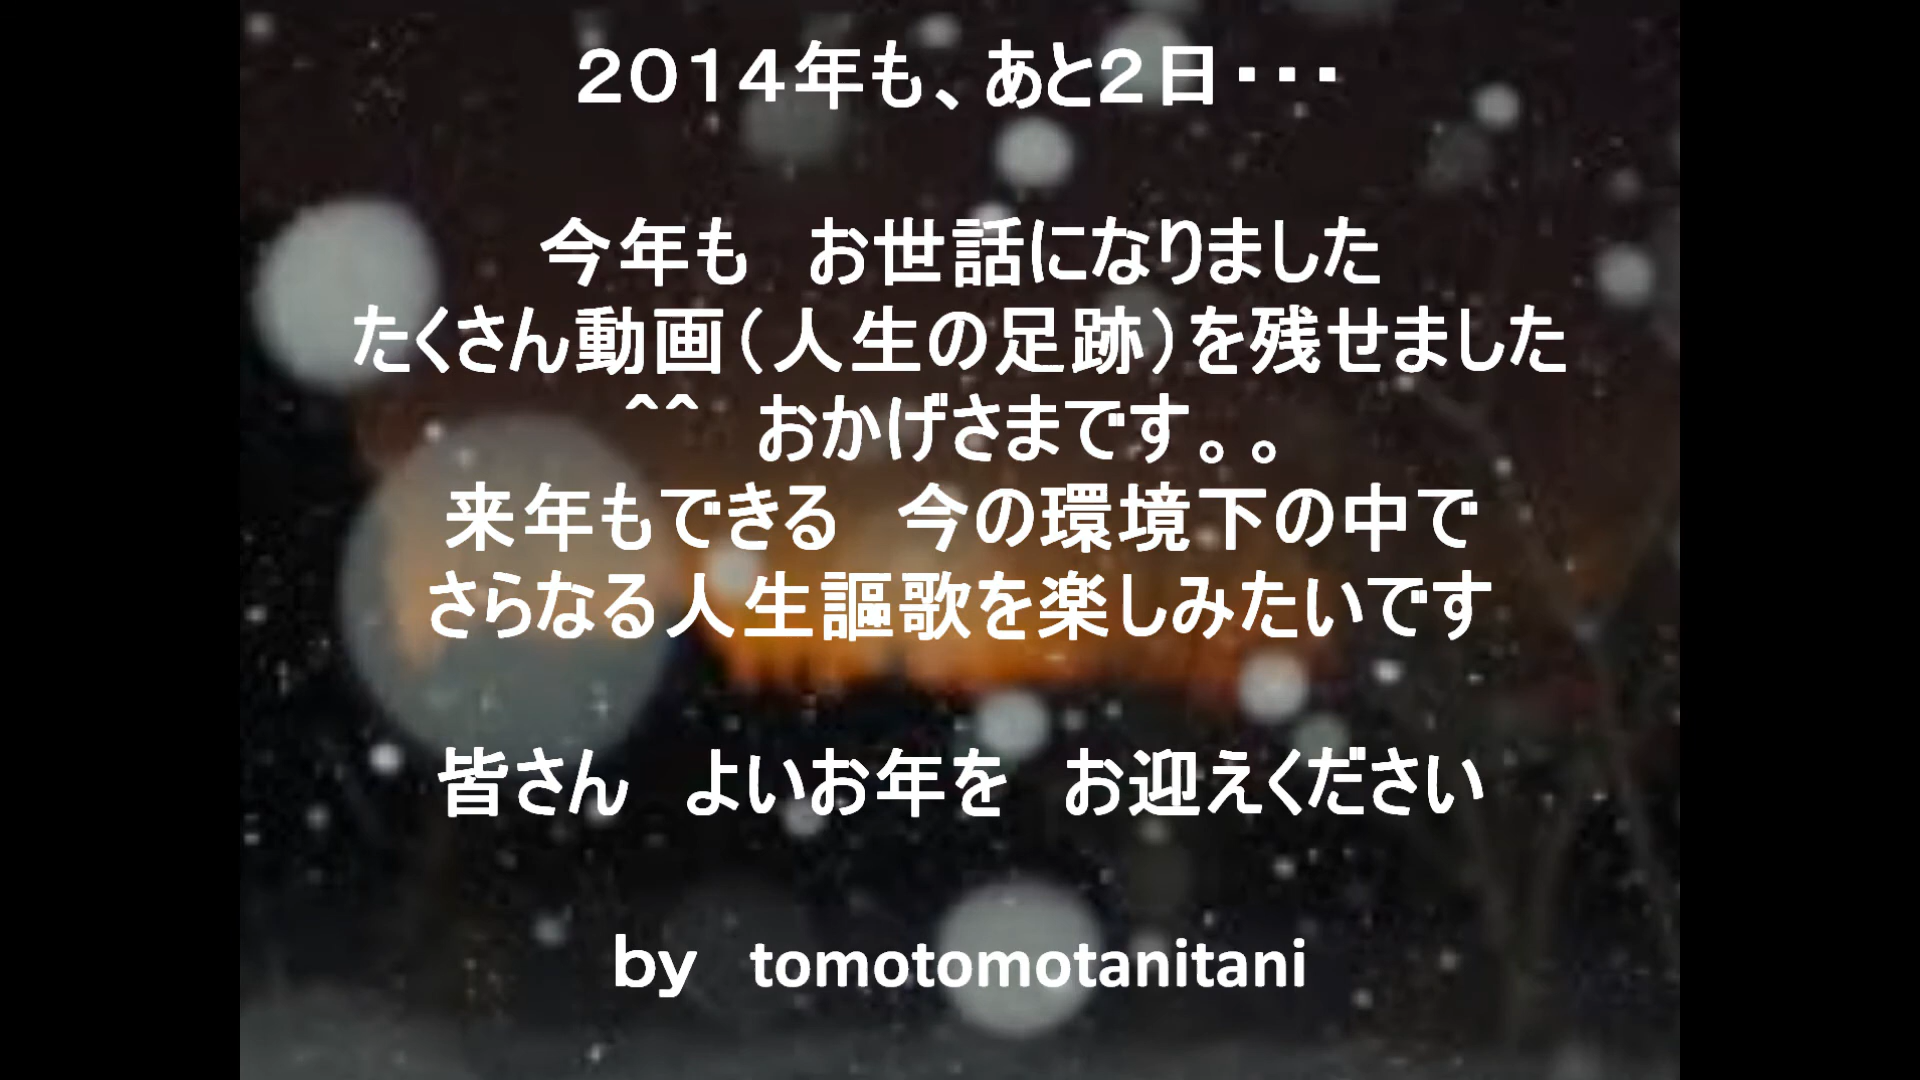 ２０１４年も、あと２日・・・
今年も　お世話になりました
たくさん動画（人生の足跡）を残せました
^^　おかげさまです。。
来年もできる　今の環境下の中で
さらなる人生謳歌を楽しみたいです
皆さん　よいお年を　お迎えください
ｂｙ　tomotomotanitani